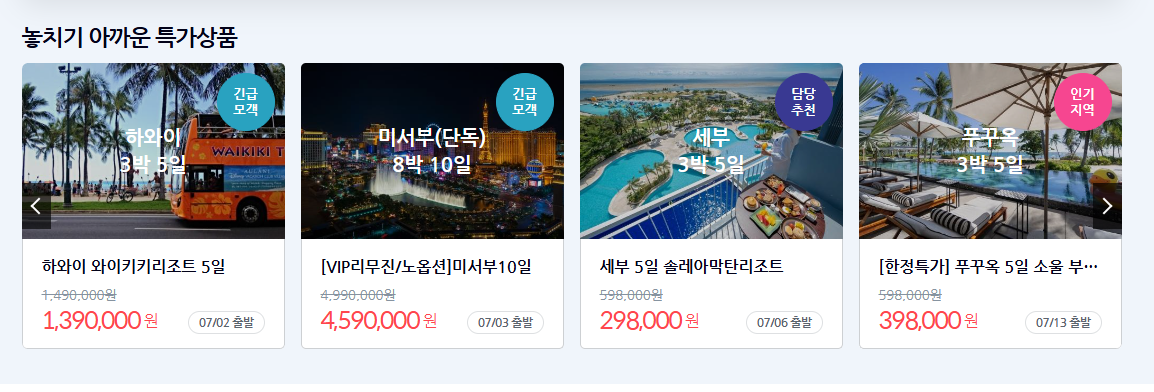 놓치기 아까운 특가상품
긴급
모객
하와이
3박 5일
WAIKIKI T
하와이 와이키키리조트 5일
1,490,000원
1,390,000 원
07/02 출발
긴급
모객
미서부(단독)
8박 10일
[VIP리무진/노옵션]미서부10일
4,990,000원
4,590,000 원
07/03 출발
담당
추천
세부
3박 5일
세부 5일 솔레아막탄리조트
598,000원
298,000 원
07/06 출발
인기
지역
푸꾸옥
3박 5일
[한정특가] 푸꾸옥 5일 소울 부…
598,000원
398,000 원
07/13 출발